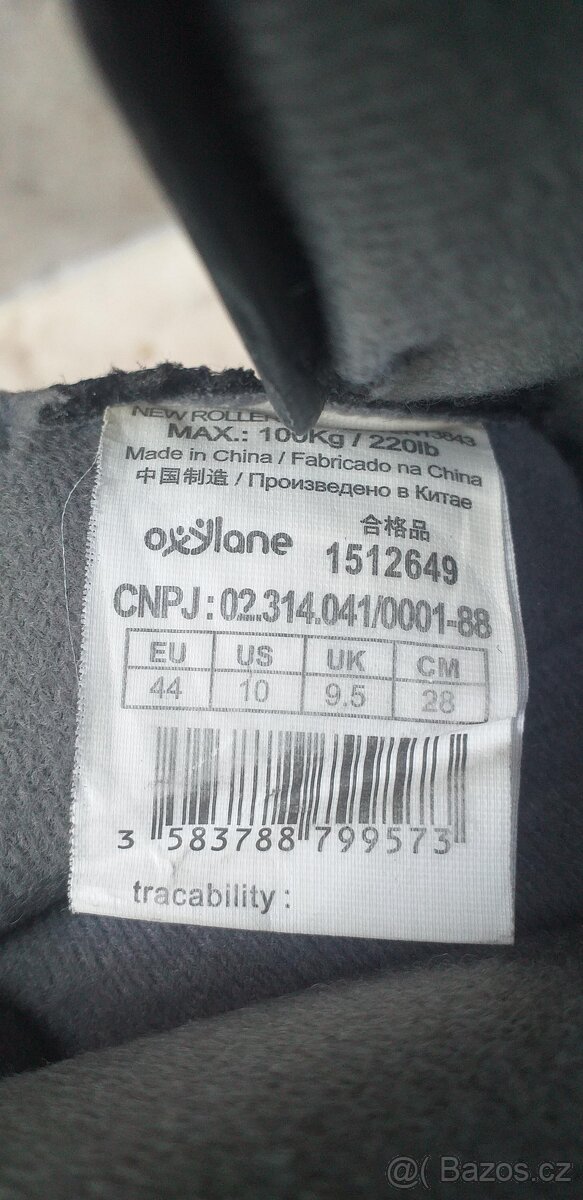 NEW ROLLER
MAX.: 100Kg / 220lb
Made in China / Fabricado na China
中国制造 / Произведено в Китае
oxylane 合格品 1512649
CNPJ: 02.314.041/0001-88
EU US UK CM
44 10 9.5 28
3 583788 799573
tracability :
@( Bazos.cz